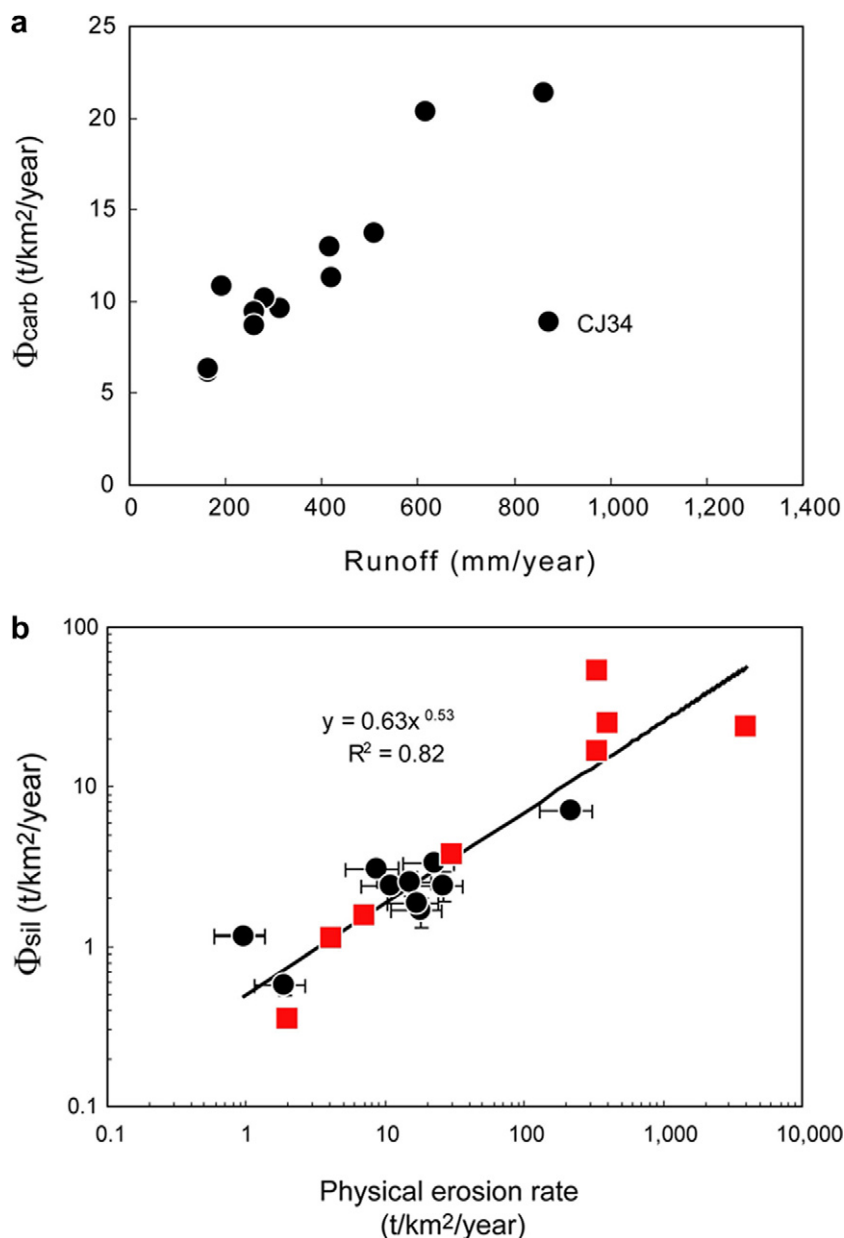 a
25
20
15
10
5
0
Φcarb (t/km²/year)
CJ34
0 200 400 600 800 1,000 1,200 1,400
Runoff (mm/year)
b
100
10
1
0.1
Φsil (t/km²/year)
y = 0.63x^0.53
R² = 0.82
0.1 1 10 100 1,000 10,000
Physical erosion rate
(t/km²/year)